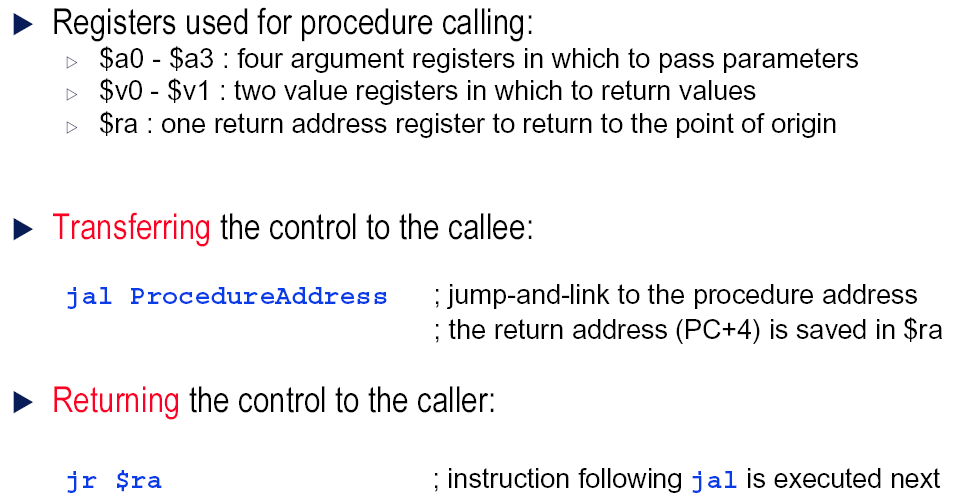 Registers used for procedure calling:
$a0 - $a3 : four argument registers in which to pass parameters
$v0 - $v1 : two value registers in which to return values
$ra : one return address register to return to the point of origin
Transferring the control to the callee:
jal ProcedureAddress ; jump-and-link to the procedure address
; the return address (PC+4) is saved in $ra
Returning the control to the caller:
jr $ra ; instruction following jal is executed next